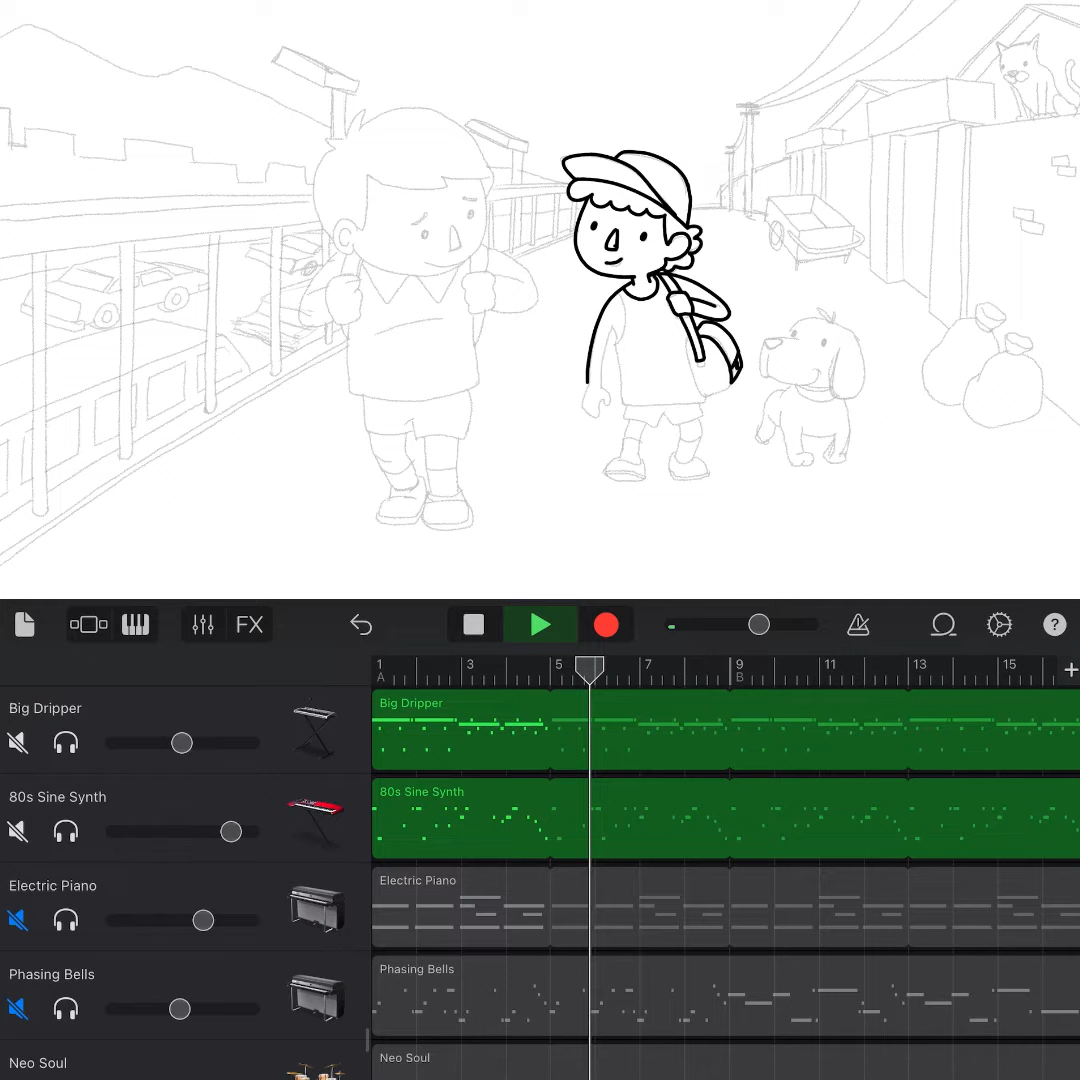 FX
?
1 3 5 7 9 11 13 15 +
A B
Big Dripper
Big Dripper
80s Sine Synth
80s Sine Synth
Electric Piano
Electric Piano
Phasing Bells
Phasing Bells
Neo Soul
Neo Soul